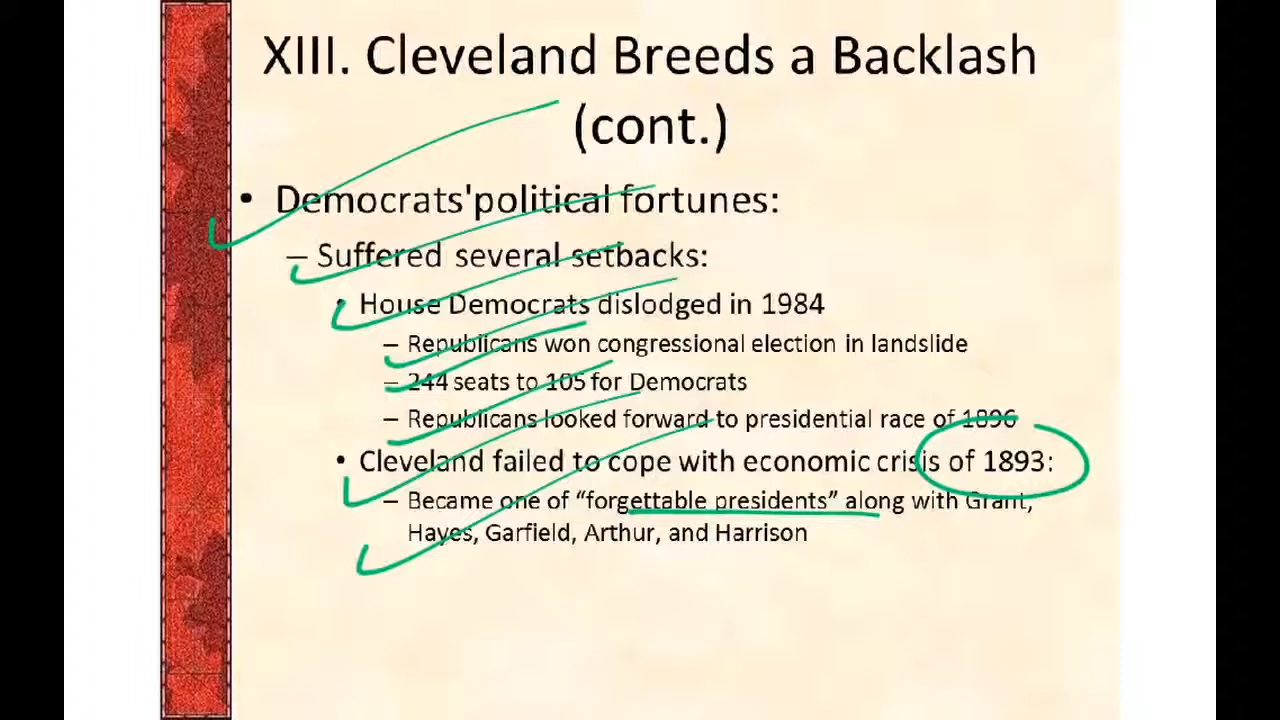 XIII. Cleveland Breeds a Backlash
(cont.)
• Democrats'political fortunes:
– Suffered several setbacks:
• House Democrats dislodged in 1984
– Republicans won congressional election in landslide
– 244 seats to 105 for Democrats
– Republicans looked forward to presidential race of 1896
• Cleveland failed to cope with economic crisis of 1893:
– Became one of “forgettable presidents” along with Grant,
Hayes, Garfield, Arthur, and Harrison